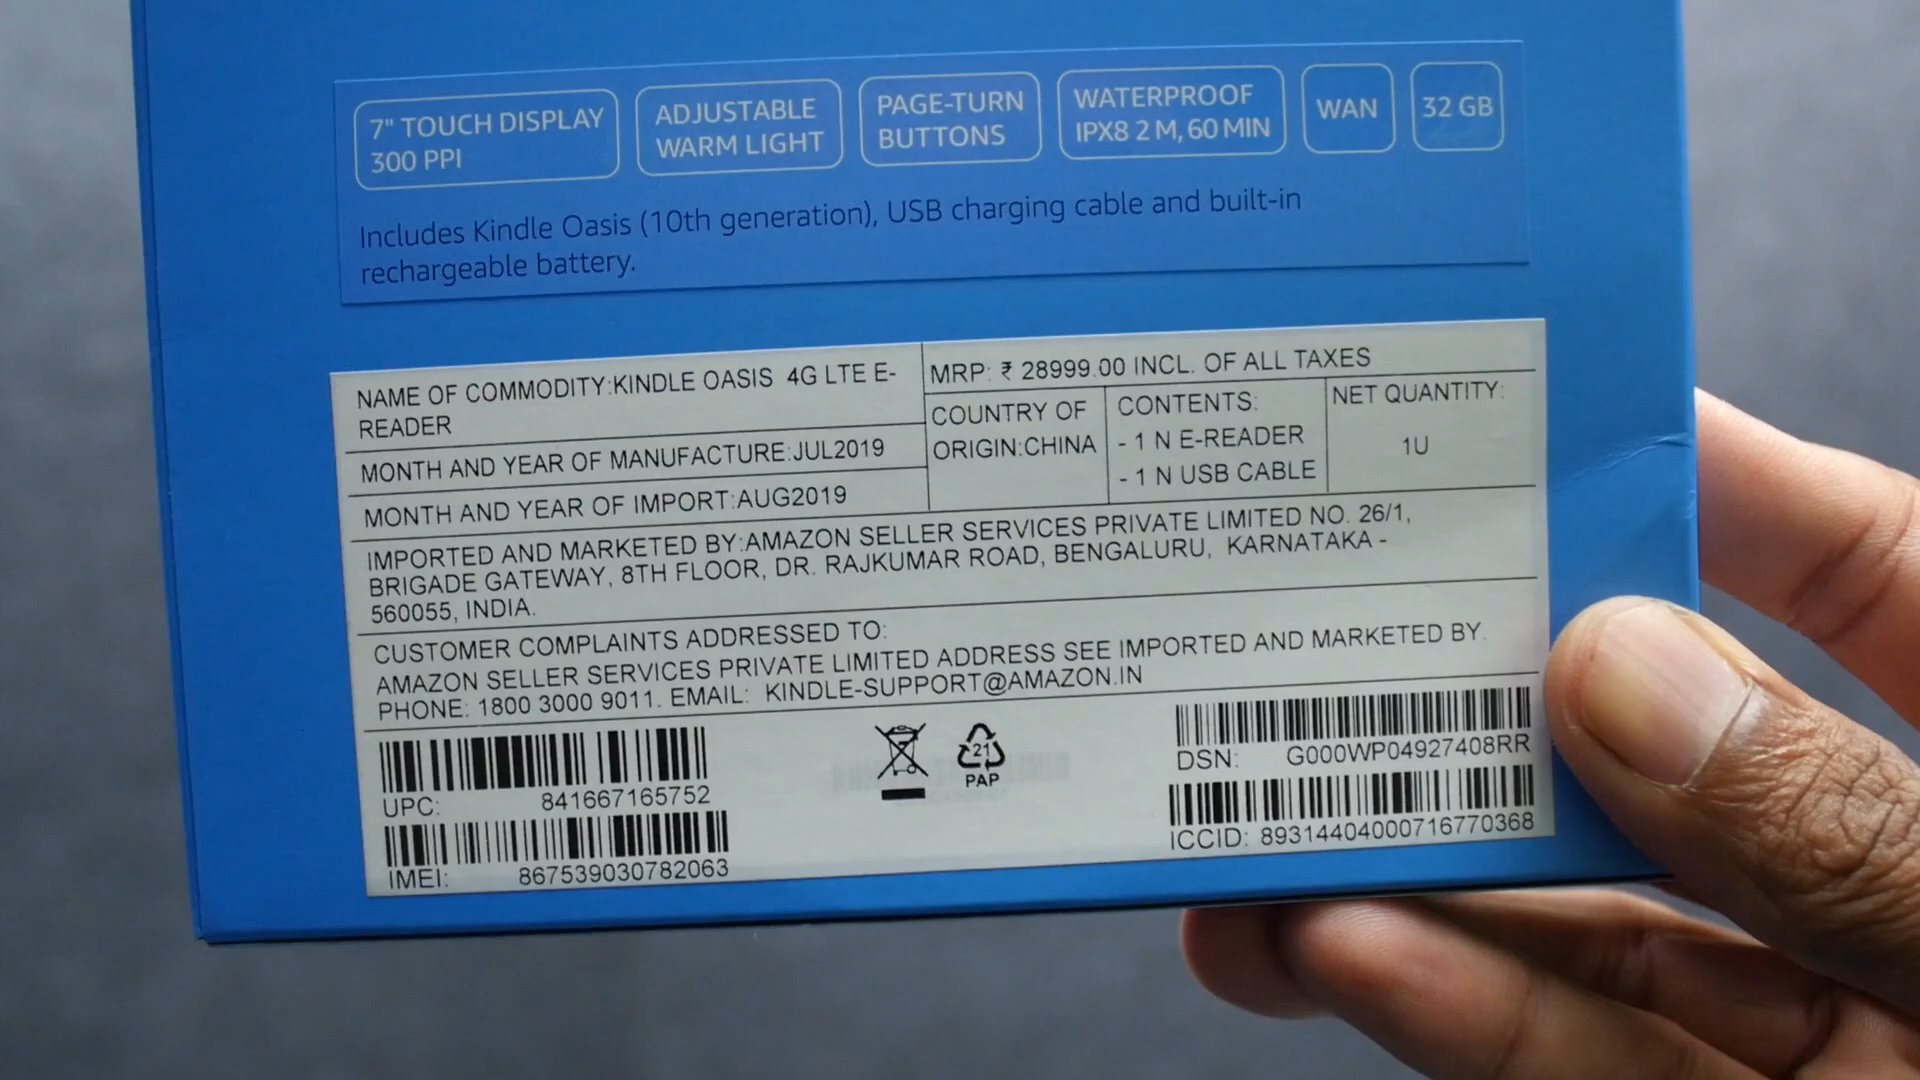 7" TOUCH DISPLAY
300 PPI
ADJUSTABLE
WARM LIGHT
PAGE-TURN
BUTTONS
WATERPROOF
IPX8 2 M, 60 MIN
WAN
32 GB
Includes Kindle Oasis (10th generation), USB charging cable and built-in
rechargeable battery.
NAME OF COMMODITY:KINDLE OASIS 4G LTE E-
READER
MONTH AND YEAR OF MANUFACTURE:JUL2019
MONTH AND YEAR OF IMPORT:AUG2019
MRP: ₹ 28999.00 INCL. OF ALL TAXES
COUNTRY OF
ORIGIN:CHINA
CONTENTS:
- 1 N E-READER
- 1 N USB CABLE
NET QUANTITY:
1U
IMPORTED AND MARKETED BY:AMAZON SELLER SERVICES PRIVATE LIMITED NO. 26/1,
BRIGADE GATEWAY, 8TH FLOOR, DR. RAJKUMAR ROAD, BENGALURU, KARNATAKA -
560055, INDIA.
CUSTOMER COMPLAINTS ADDRESSED TO:
AMAZON SELLER SERVICES PRIVATE LIMITED ADDRESS SEE IMPORTED AND MARKETED BY.
PHONE: 1800 3000 9011. EMAIL: KINDLE-SUPPORT@AMAZON.IN
UPC: 841667165752
IMEI: 867539030782063
21
PAP
DSN: G000WP04927408RR
ICCID: 89314404000716770368